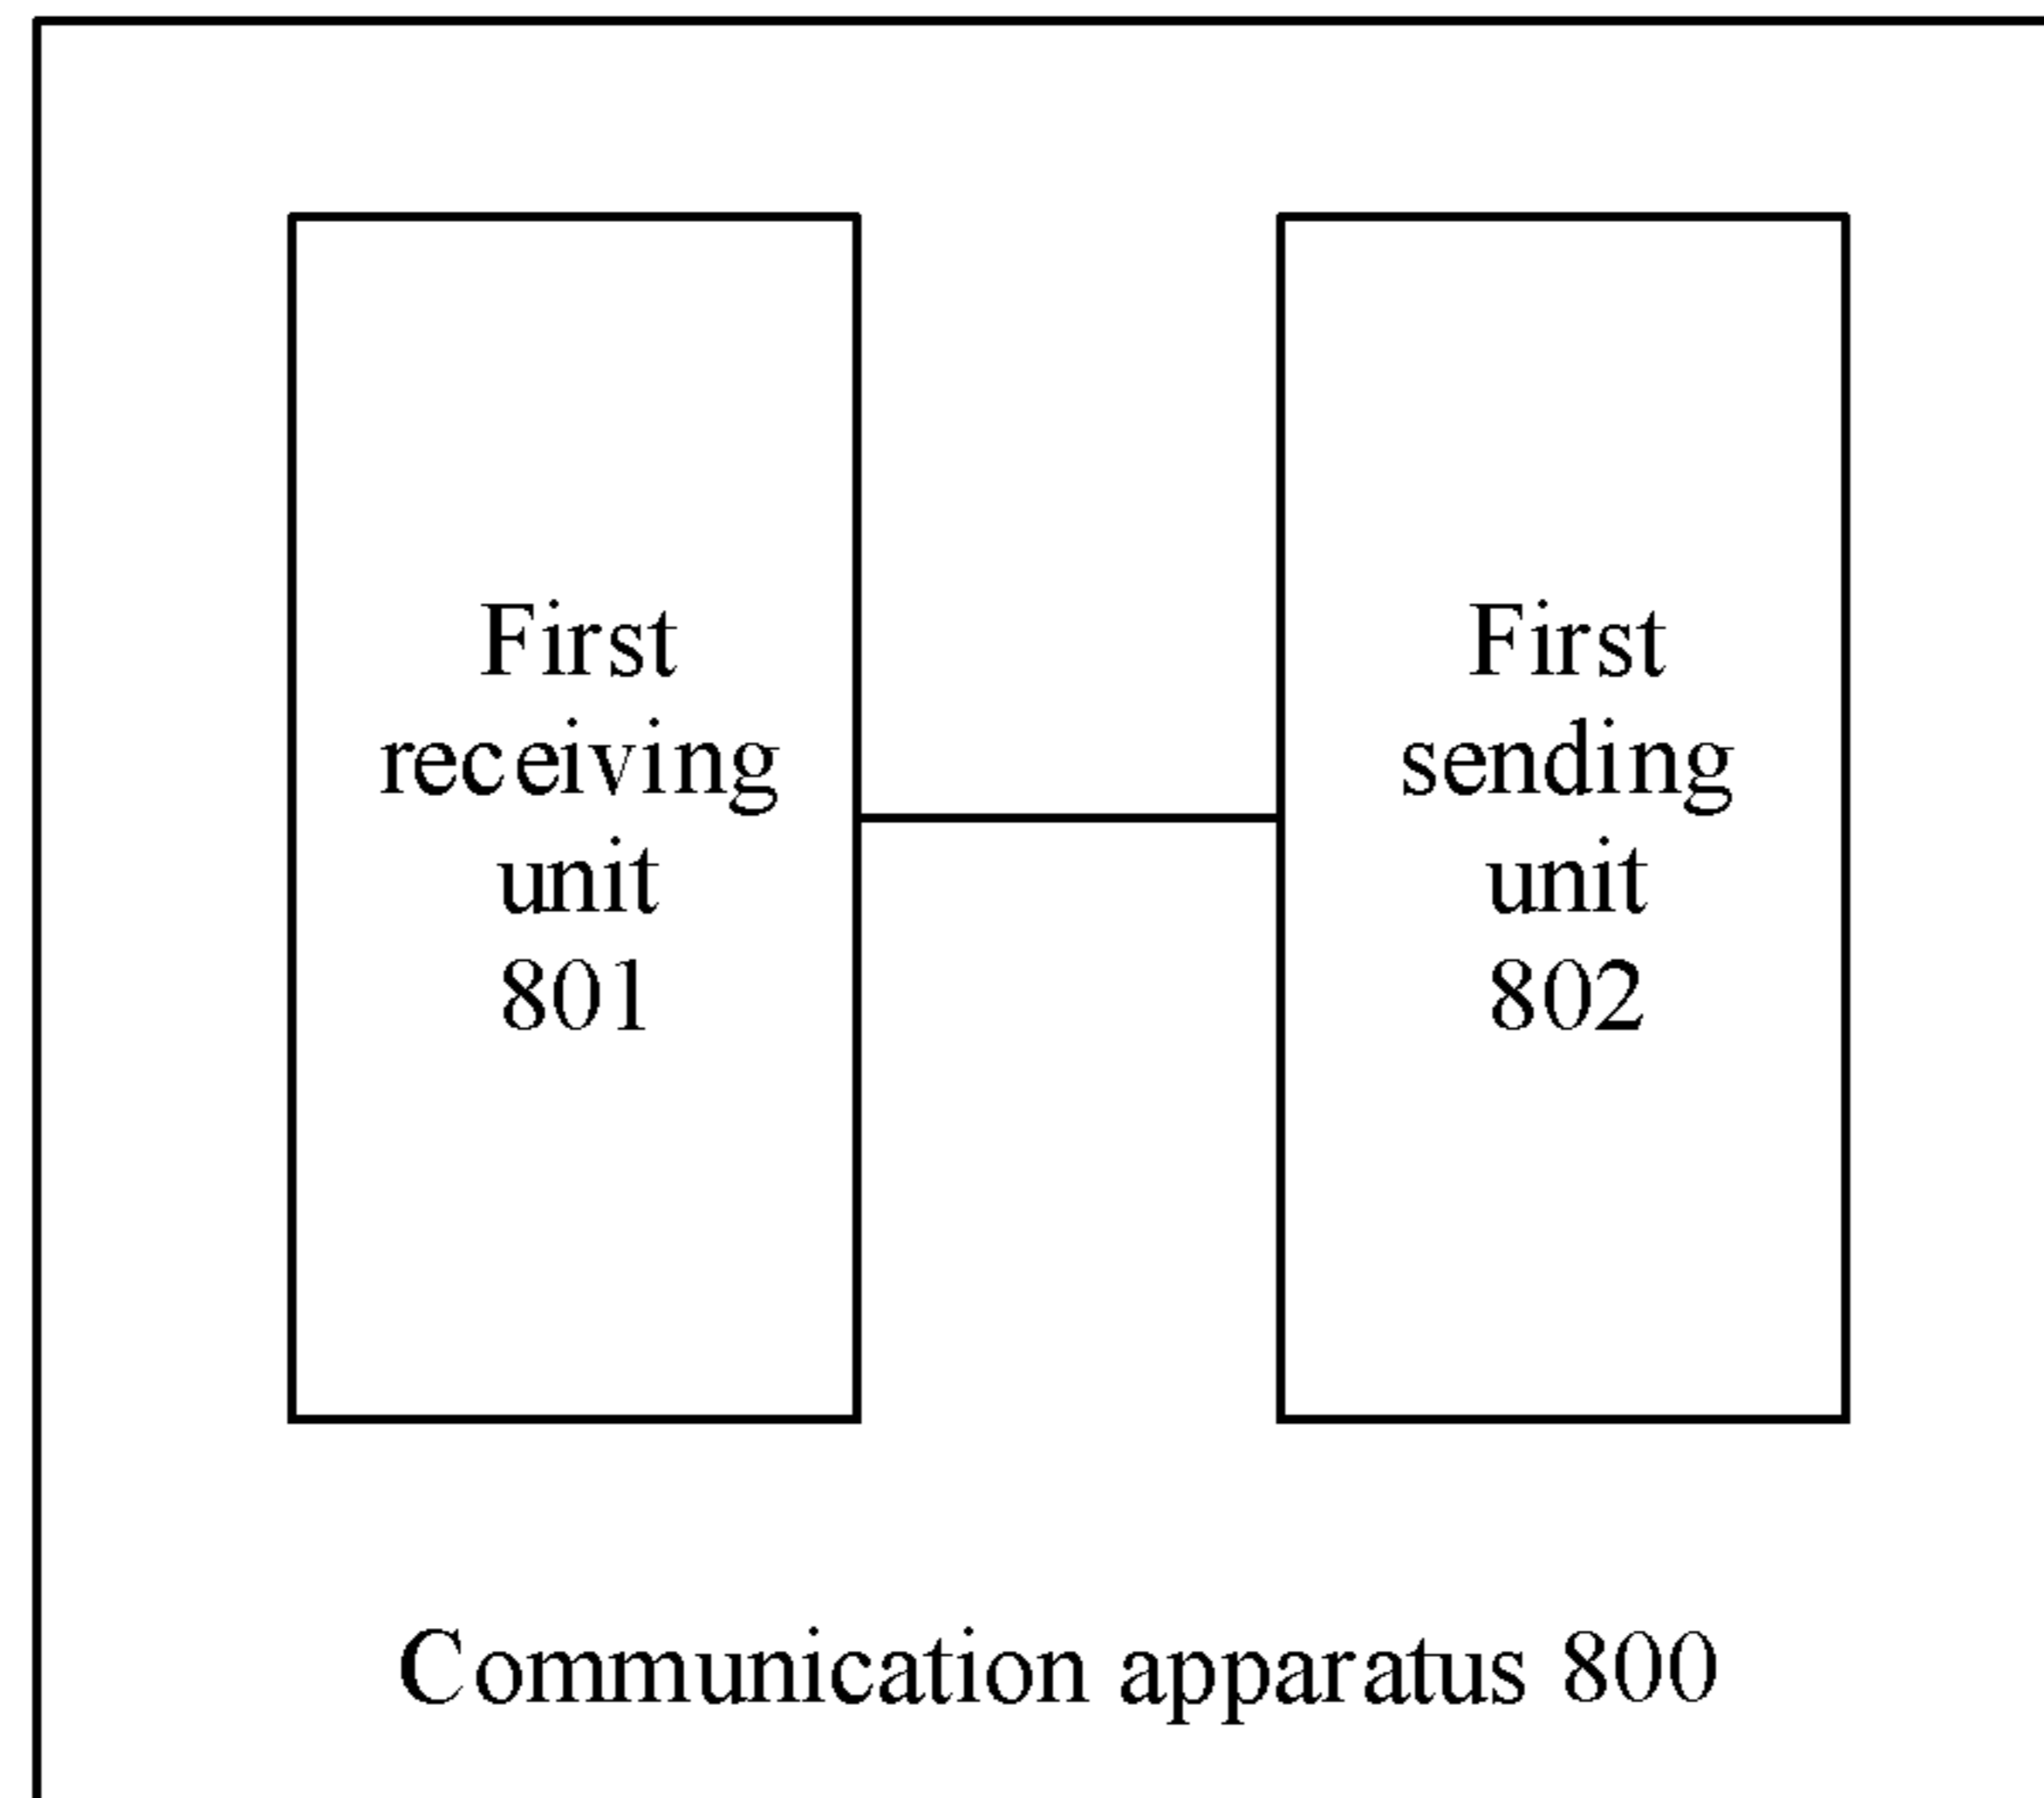 First
receiving
unit
801
First
sending
unit
802
Communication apparatus 800